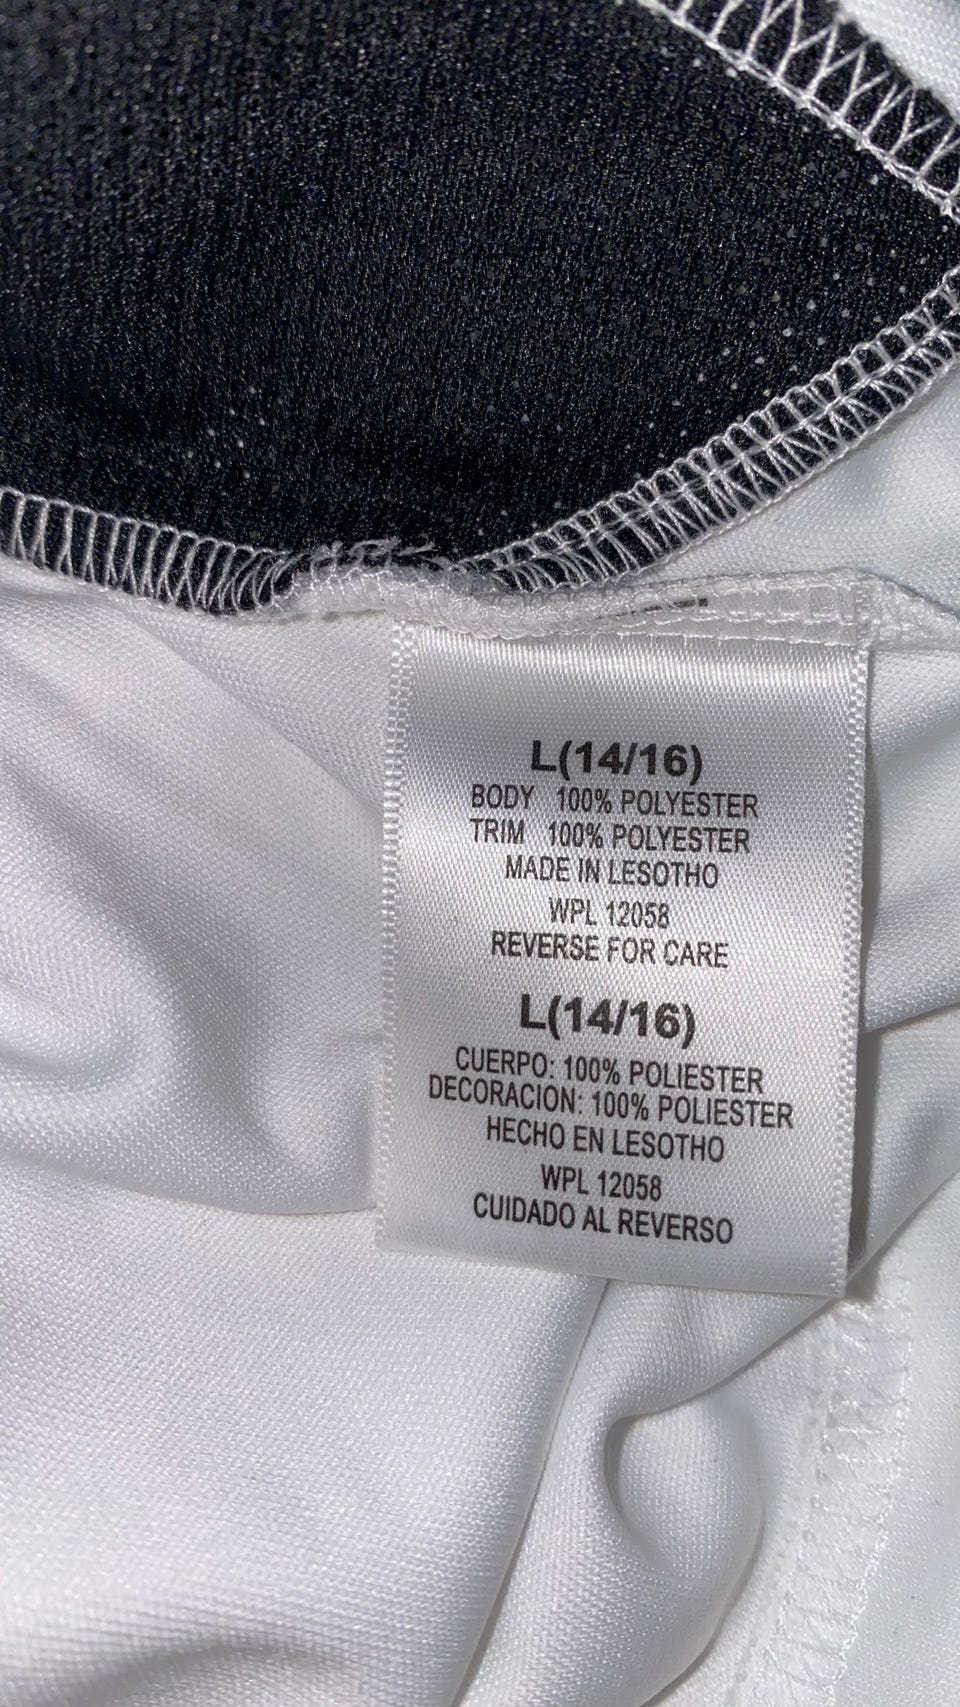 L(14/16)
BODY 100% POLYESTER
TRIM 100% POLYESTER
MADE IN LESOTHO
WPL 12058
REVERSE FOR CARE
L(14/16)
CUERPO: 100% POLIESTER
DECORACION: 100% POLIESTER
HECHO EN LESOTHO
WPL 12058
CUIDADO AL REVERSO